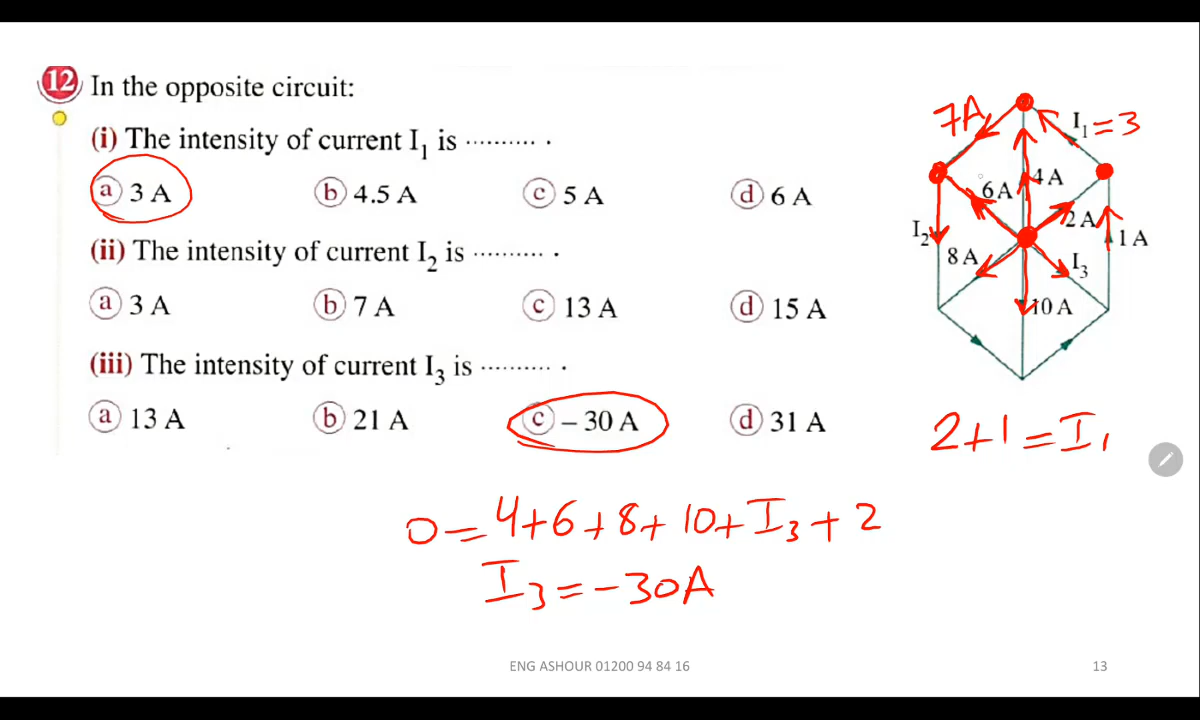 12 In the opposite circuit:
(i) The intensity of current I₁ is ·········· .
a 3 A b 4.5 A c 5 A d 6 A
(ii) The intensity of current I₂ is ·········· .
a 3 A b 7 A c 13 A d 15 A
(iii) The intensity of current I₃ is ·········· .
a 13 A b 21 A c – 30 A d 31 A
7A
I₁ = 3
6 A
4 A
2 A
I₂
1 A
8 A
I₃
10 A
2+1=I₁
0=4+6+8+10+I₃+2
I₃=-30A
ENG ASHOUR 01200 94 84 16
13